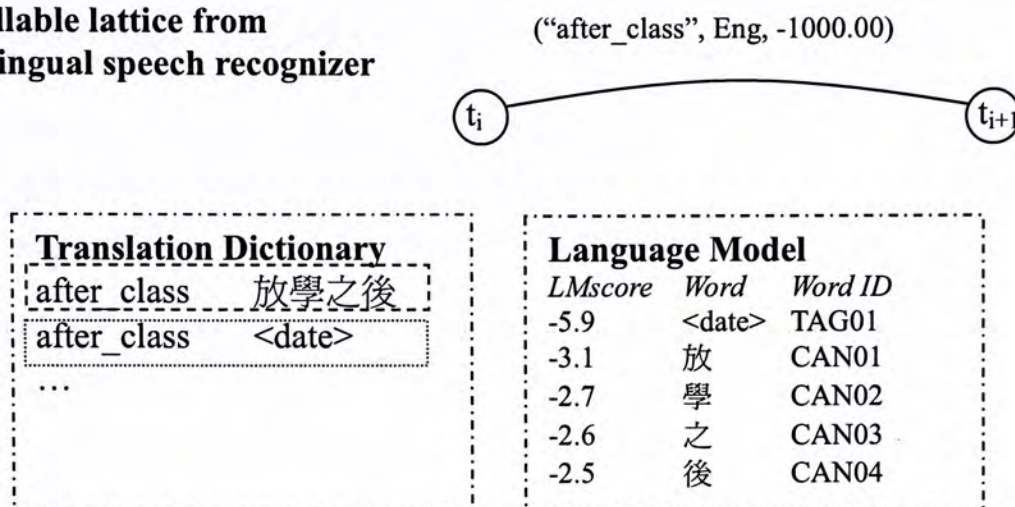 llable lattice from
lingual speech recognizer
("after_class", Eng, -1000.00)
ti
ti+1
Translation Dictionary
after_class 放學之後
after_class <date>
...
Language Model
LMscore Word Word ID
-5.9 <date> TAG01
-3.1 放 CAN01
-2.7 學 CAN02
-2.6 之 CAN03
-2.5 後 CAN04